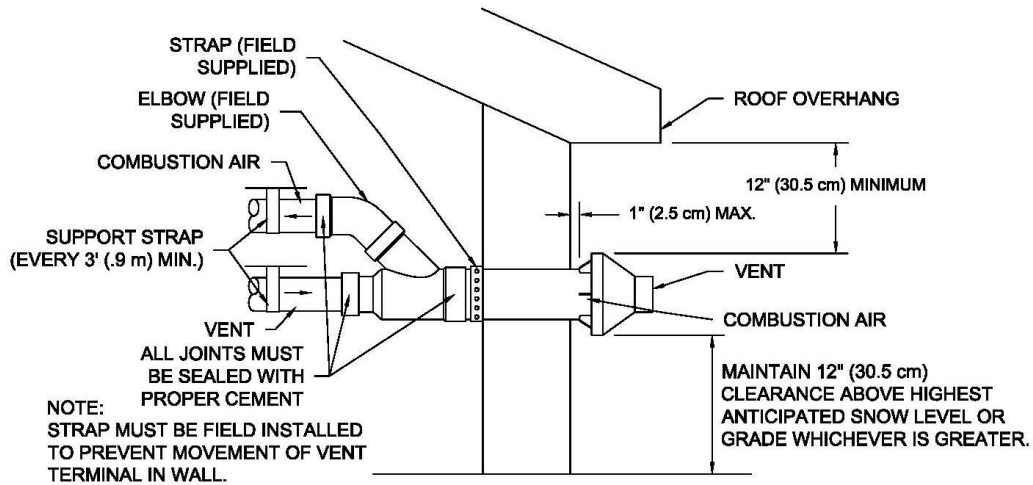 STRAP (FIELD
SUPPLIED)
ELBOW (FIELD
SUPPLIED)
COMBUSTION AIR
SUPPORT STRAP
(EVERY 3' (.9 m) MIN.)
VENT
ALL JOINTS MUST
BE SEALED WITH
PROPER CEMENT
NOTE:
STRAP MUST BE FIELD INSTALLED
TO PREVENT MOVEMENT OF VENT
TERMINAL IN WALL.
ROOF OVERHANG
12" (30.5 cm) MINIMUM
1" (2.5 cm) MAX.
VENT
COMBUSTION AIR
MAINTAIN 12" (30.5 cm)
CLEARANCE ABOVE HIGHEST
ANTICIPATED SNOW LEVEL OR
GRADE WHICHEVER IS GREATER.